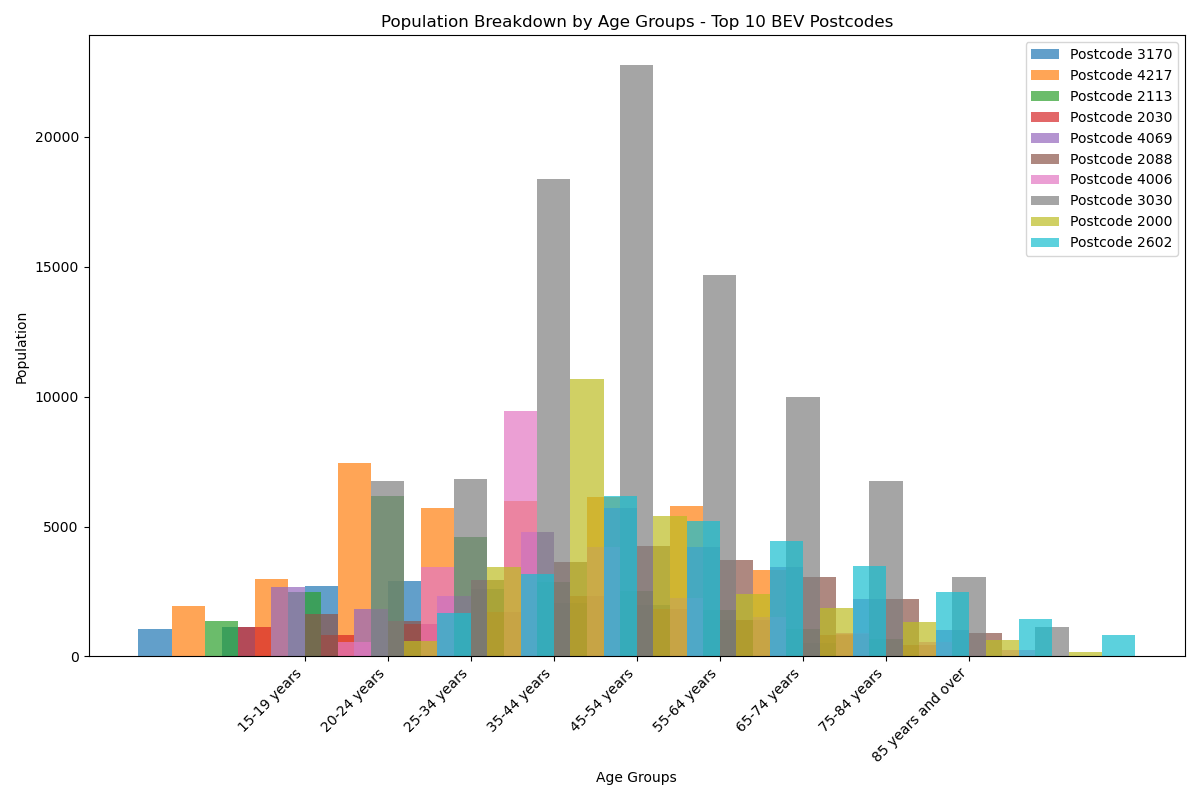 Population Breakdown by Age Groups - Top 10 BEV Postcodes
Population
20000
15000
10000
5000
0
Postcode 3170
Postcode 4217
Postcode 2113
Postcode 2030
Postcode 4069
Postcode 2088
Postcode 4006
Postcode 3030
Postcode 2000
Postcode 2602
15-19 years
20-24 years
25-34 years
35-44 years
45-54 years
55-64 years
65-74 years
75-84 years
85 years and over
Age Groups